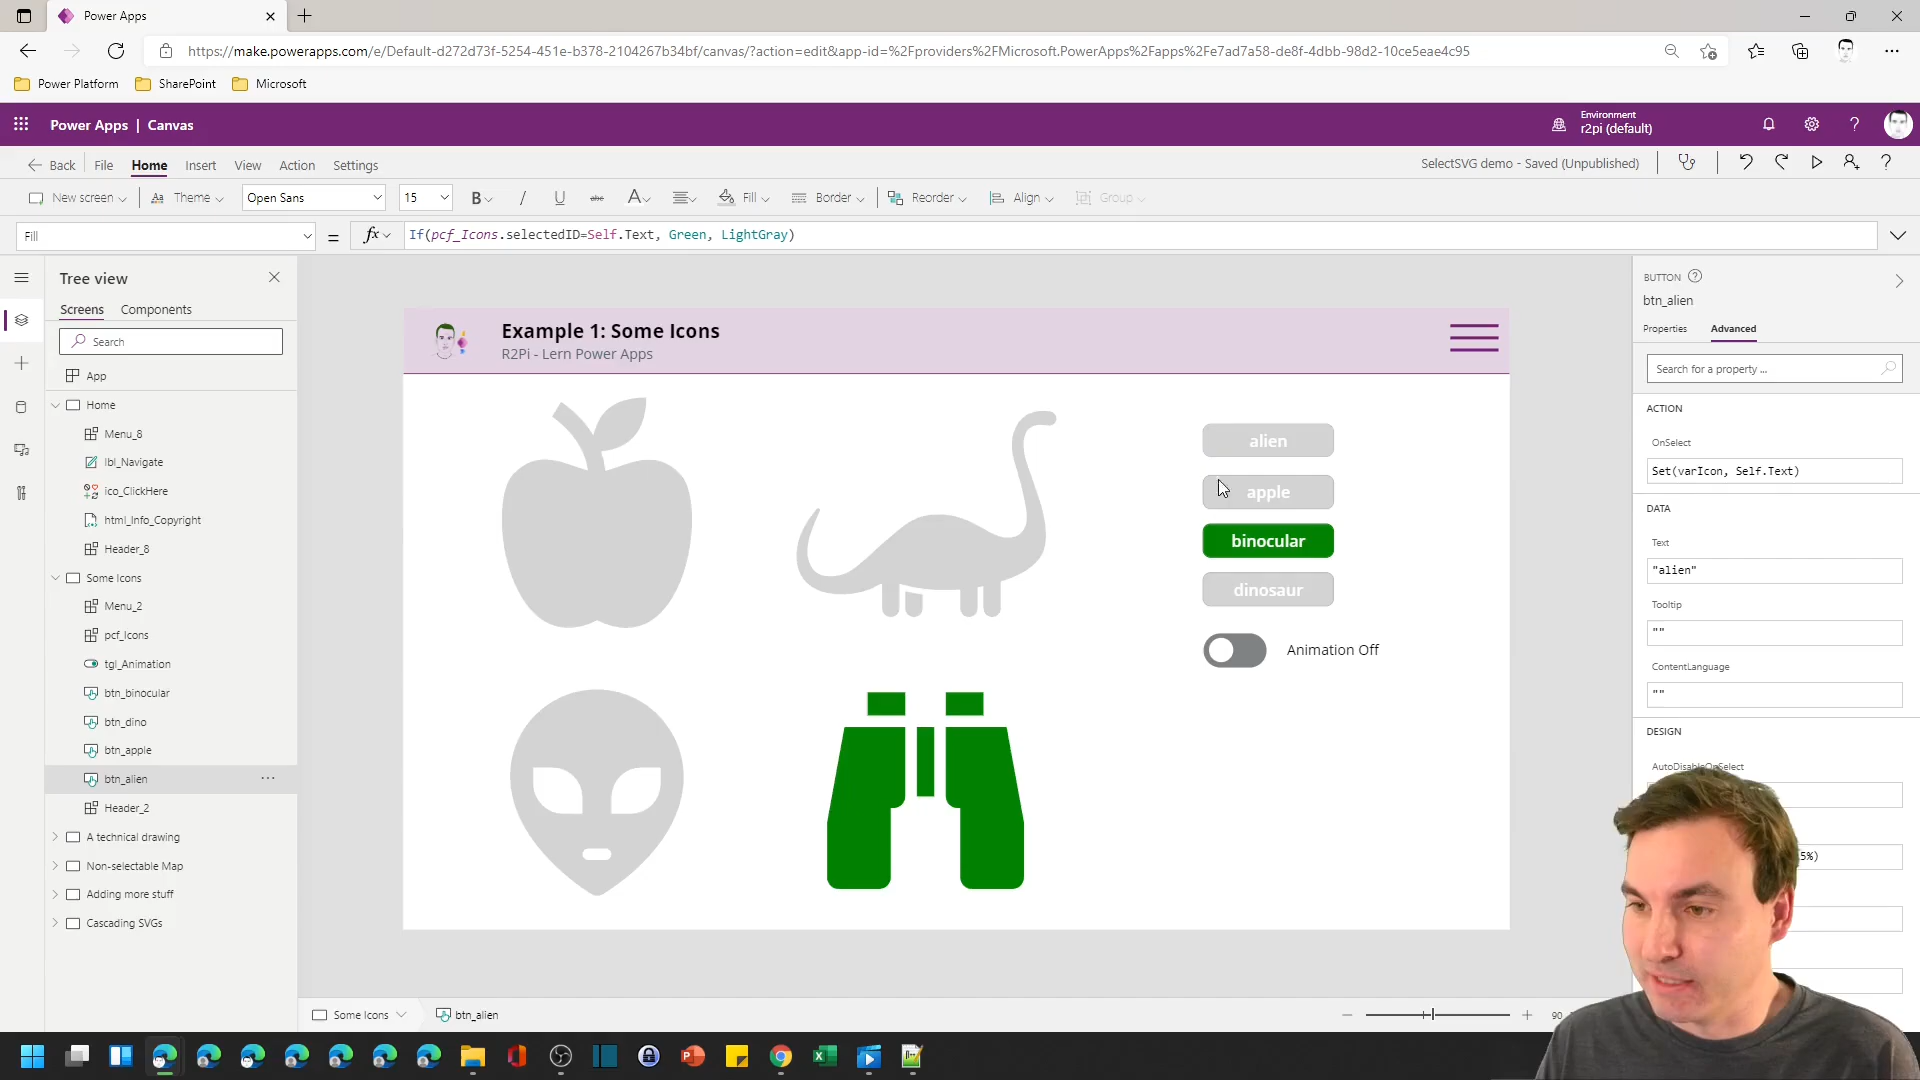 Power Apps
https://make.powerapps.com/e/Default-d272d73f-5254-451e-b378-2104267b34bf/canvas/?action=edit&app-id=%2Fproviders%2FMicrosoft.PowerApps%2Fapps%2Fe7ad7a58-de8f-4dbb-98d2-10ce5eae4c95
Power Platform SharePoint Microsoft
Power Apps | Canvas
Environment
r2pi (default)
Back File Home Insert View Action Settings
SelectSVG demo - Saved (Unpublished)
New screen Theme Open Sans 15 B Fill Border Reorder Align Group
Fill = fx If(pcf_Icons.selectedID=Self.Text, Green, LightGray)
Tree view
Screens Components
Search
App
Home
Menu_8
lbl_Navigate
ico_ClickHere
html_Info_Copyright
Header_8
Some Icons
Menu_2
pcf_Icons
tgl_Animation
btn_binocular
btn_dino
btn_apple
btn_alien
Header_2
A technical drawing
Non-selectable Map
Adding more stuff
Cascading SVGs
Example 1: Some Icons
R2Pi - Lern Power Apps
alien
apple
binocular
dinosaur
Animation Off
BUTTON
btn_alien
Properties Advanced
Search for a property ...
ACTION
OnSelect
Set(varIcon, Self.Text)
DATA
Text
"alien"
Tooltip
""
ContentLanguage
""
DESIGN
AutoDisableOnSelect
5%)
Some Icons btn_alien
90